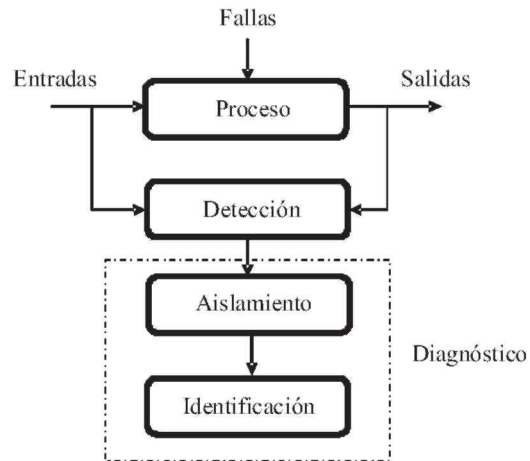 Fallas
Entradas
Salidas
Proceso
Detección
Aislamiento
Diagnóstico
Identificación